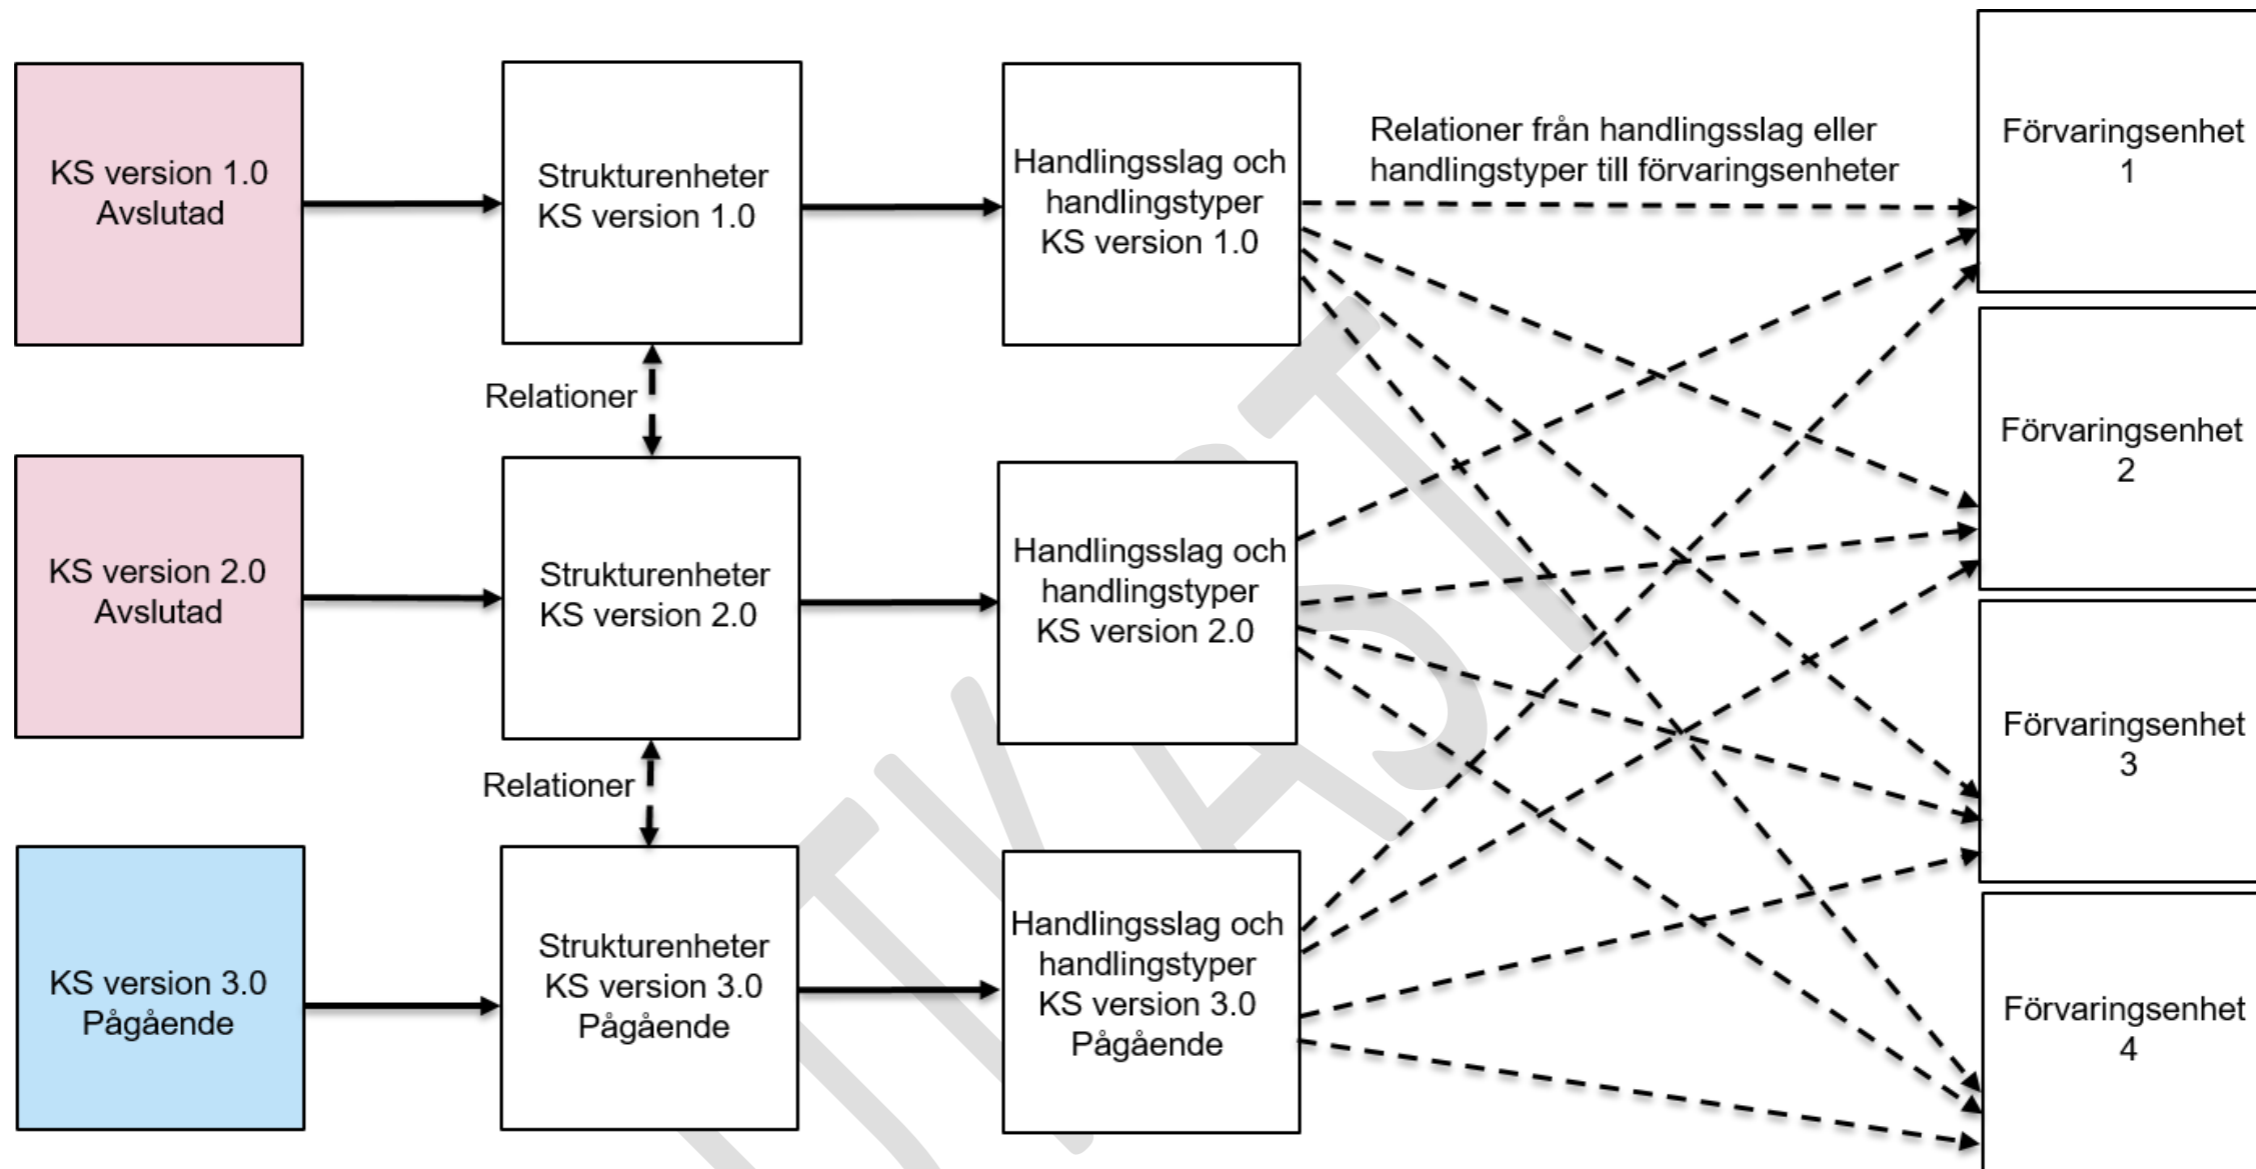 KS version 1.0
Avslutad
Strukturenheter
KS version 1.0
Handlingsslag och
handlingstyper
KS version 1.0
Relationer från handlingsslag eller
handlingstyper till förvaringsenheter
Förvaringsenhet
1
Relationer
Förvaringsenhet
2
KS version 2.0
Avslutad
Strukturenheter
KS version 2.0
Handlingsslag och
handlingstyper
KS version 2.0
Förvaringsenhet
3
Relationer
KS version 3.0
Pågående
Strukturenheter
KS version 3.0
Pågående
Handlingsslag och
handlingstyper
KS version 3.0
Pågående
Förvaringsenhet
4
UTKAST